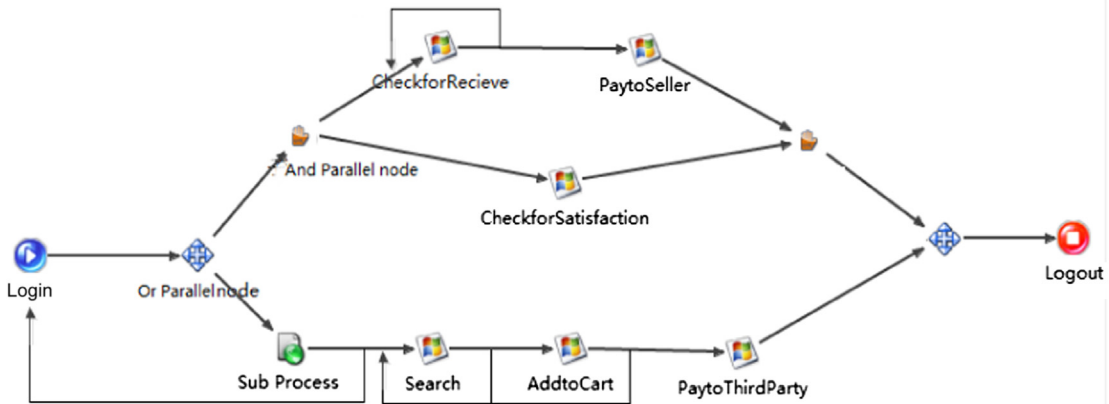 CheckforRecieve
PaytoSeller
And Parallel node
CheckforSatisfaction
Login
Or Parallelnode
Logout
Sub Process
Search
AddtoCart
PaytoThirdParty